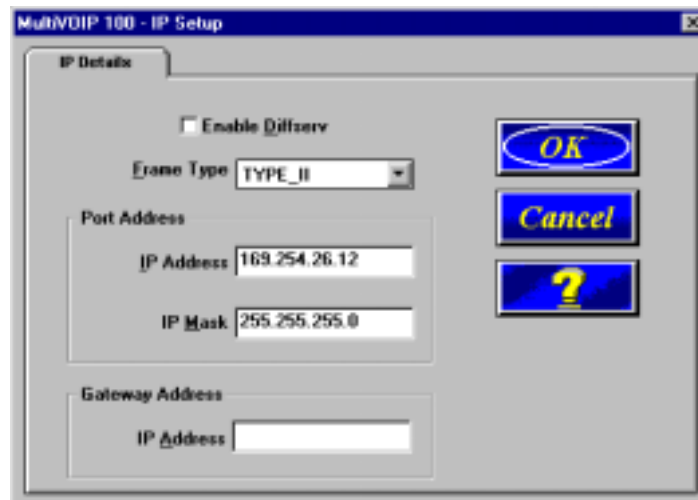 MultiVOIP 100 - IP Setup
IP Details
Enable Diffserv
Frame Type TYPE_II
OK
Cancel
?
Port Address
IP Address 169.254.26.12
IP Mask 255.255.255.0
Gateway Address
IP Address